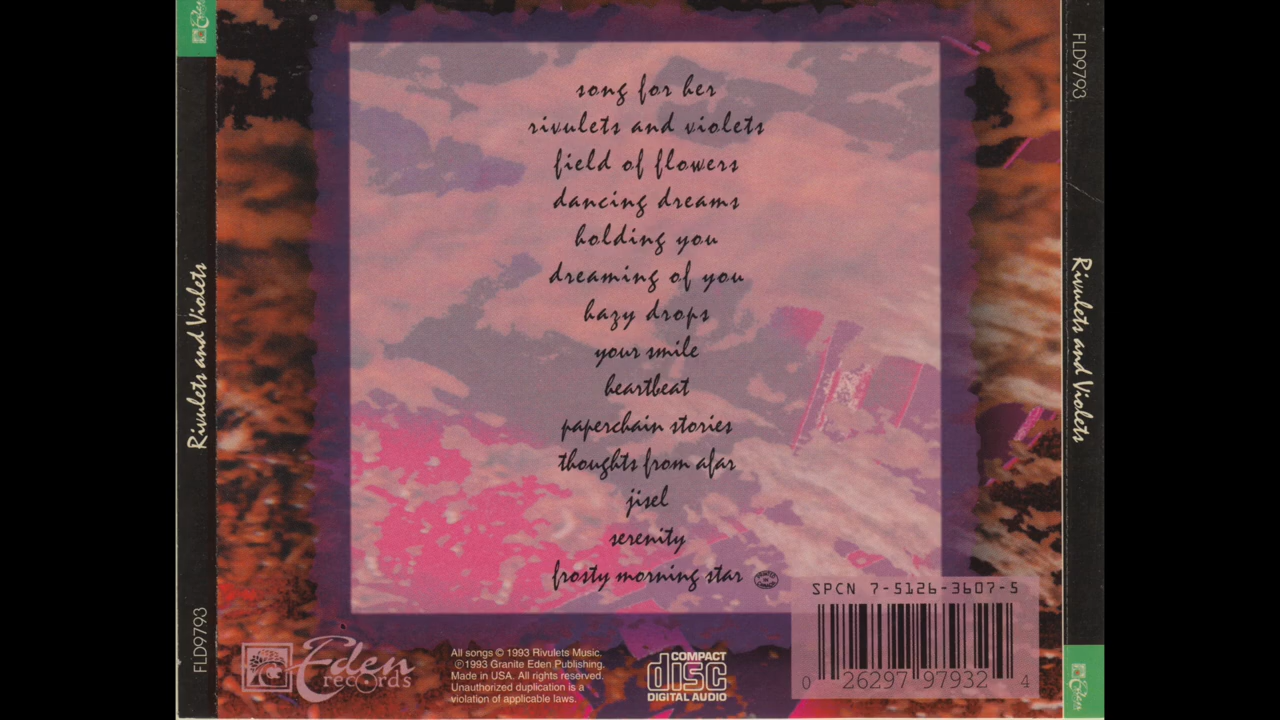 Eden
Rivulets and Violets
FLD9793
song for her
rivulets and violets
field of flowers
dancing dreams
holding you
dreaming of you
hazy drops
your smile
heartbeat
paperchain stories
thoughts from afar
jisel
serenity
frosty morning star
Eden
records
All songs © 1993 Rivulets Music.
℗1993 Granite Eden Publishing.
Made in USA. All rights reserved.
Unauthorized duplication is a
violation of applicable laws.
COMPACT
disc
DIGITAL AUDIO
SPCN 7-5126-3607-5
0 26297 97932 4
FLD9793
Rivulets and Violets
Eden